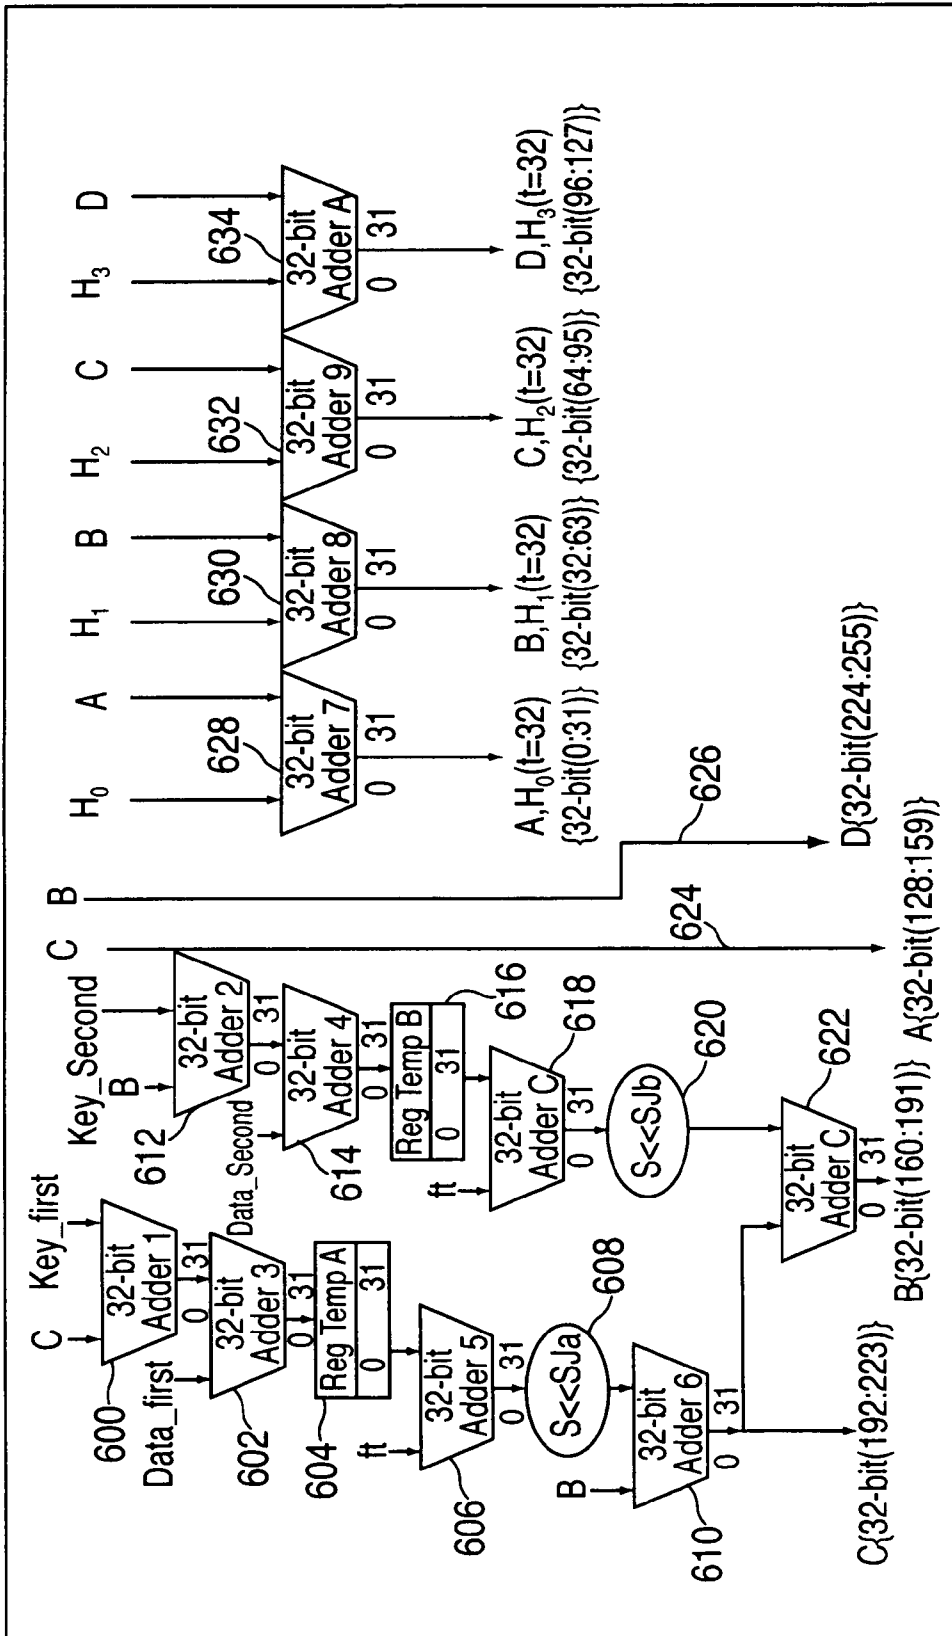 C Key_first
32-bit
Adder 1
0 31
600
Data_first
32-bit
Adder 3
0 31
602
Reg Temp A
0 31
604
ft
32-bit
Adder 5
0 31
606
S<<SJa
608
B
32-bit
Adder 6
0 31
610
C{32-bit(192:223)}
B Key_Second
32-bit
Adder 2
0 31
612
Data_Second
32-bit
Adder 4
0 31
614
Reg Temp B
0 31
616
ft
32-bit
Adder C
0 31
618
S<<SJb
620
32-bit
Adder C
0 31
622
B{32-bit(160:191)}
C
624
A{32-bit(128:159)}
B
626
D{32-bit(224:255)}
H0 A
628
32-bit
Adder 7
0 31
A,H0(t=32)
{32-bit(0:31)}
H1 B
630
32-bit
Adder 8
0 31
B,H1(t=32)
{32-bit(32:63)}
H2 C
632
32-bit
Adder 9
0 31
C,H2(t=32)
{32-bit(64:95)}
H3 D
634
32-bit
Adder A
0 31
D,H3(t=32)
{32-bit(96:127)}